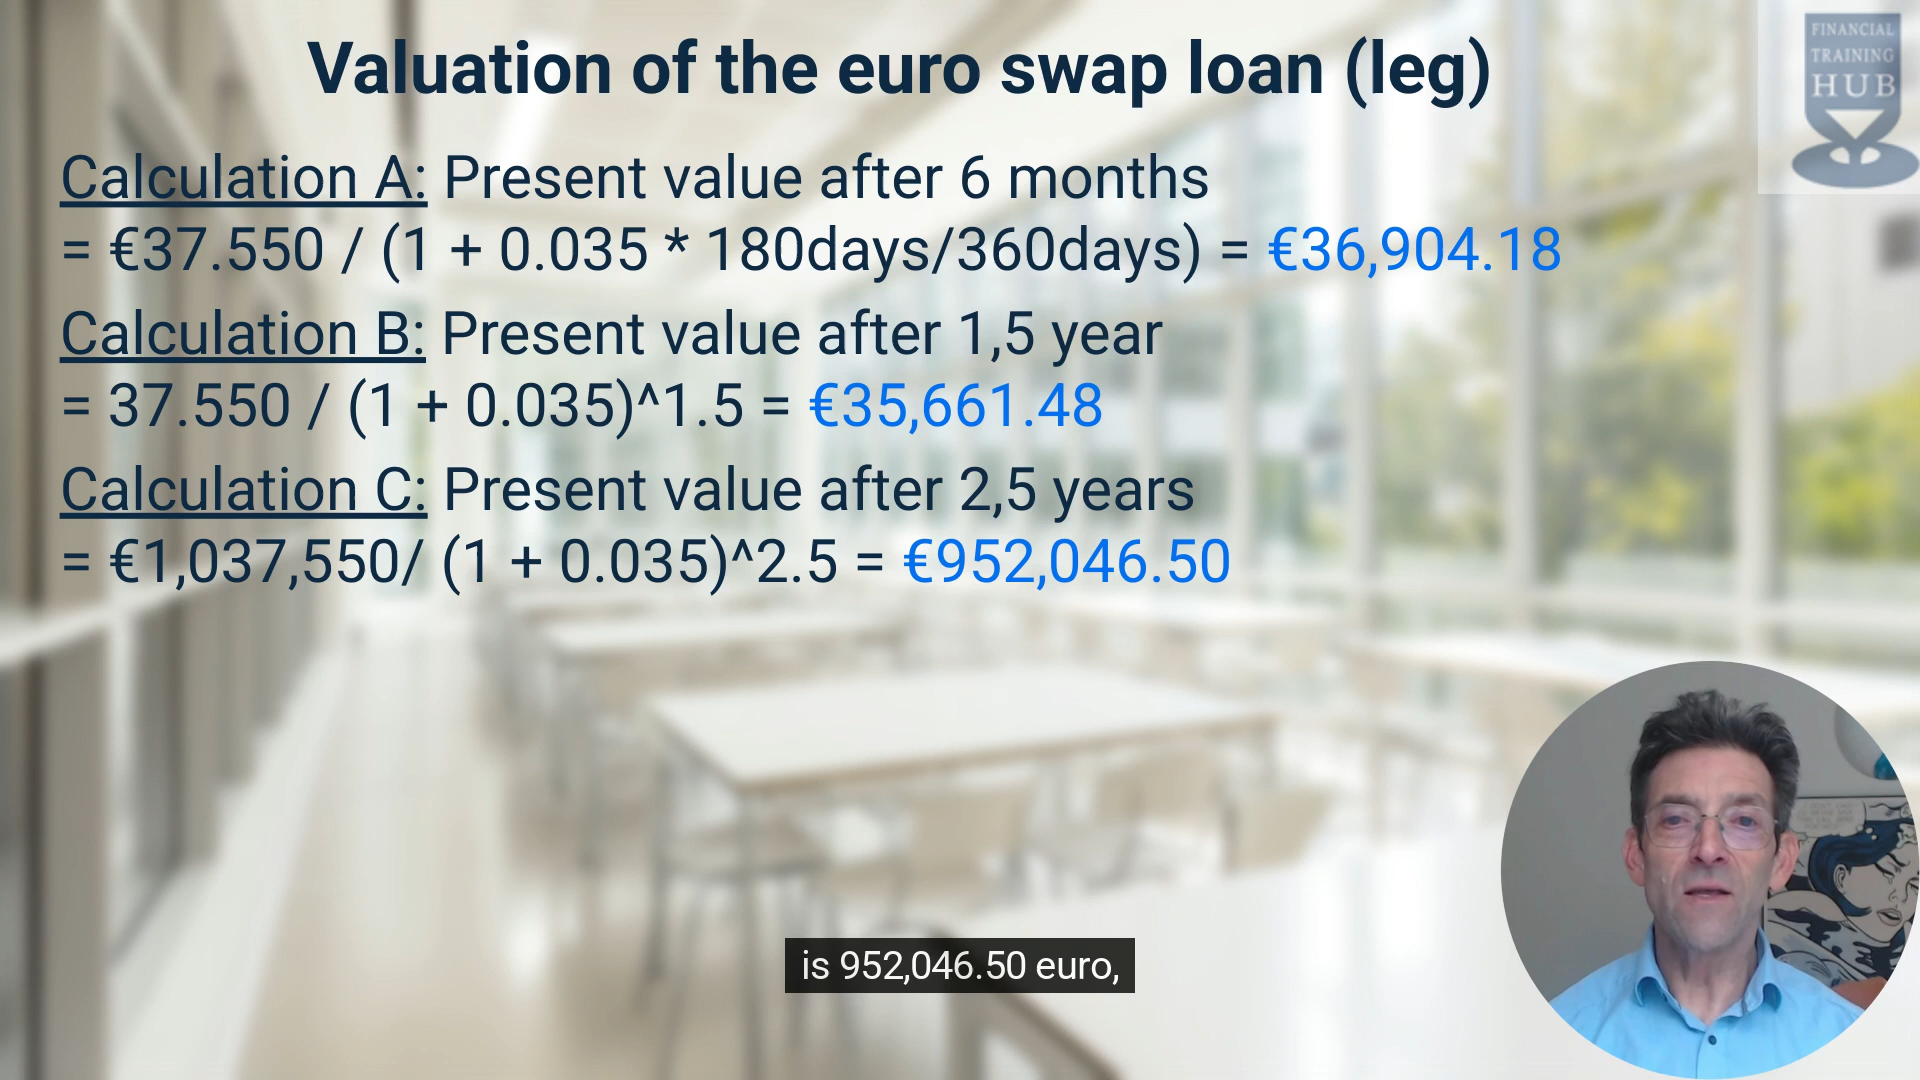 Valuation of the euro swap loan (leg)
FINANCIAL
TRAINING
HUB
Calculation A: Present value after 6 months
= €37.550 / (1 + 0.035 * 180days/360days) = €36,904.18
Calculation B: Present value after 1,5 year
= 37.550 / (1 + 0.035)^1.5 = €35,661.48
Calculation C: Present value after 2,5 years
= €1,037,550/ (1 + 0.035)^2.5 = €952,046.50
is 952,046.50 euro,